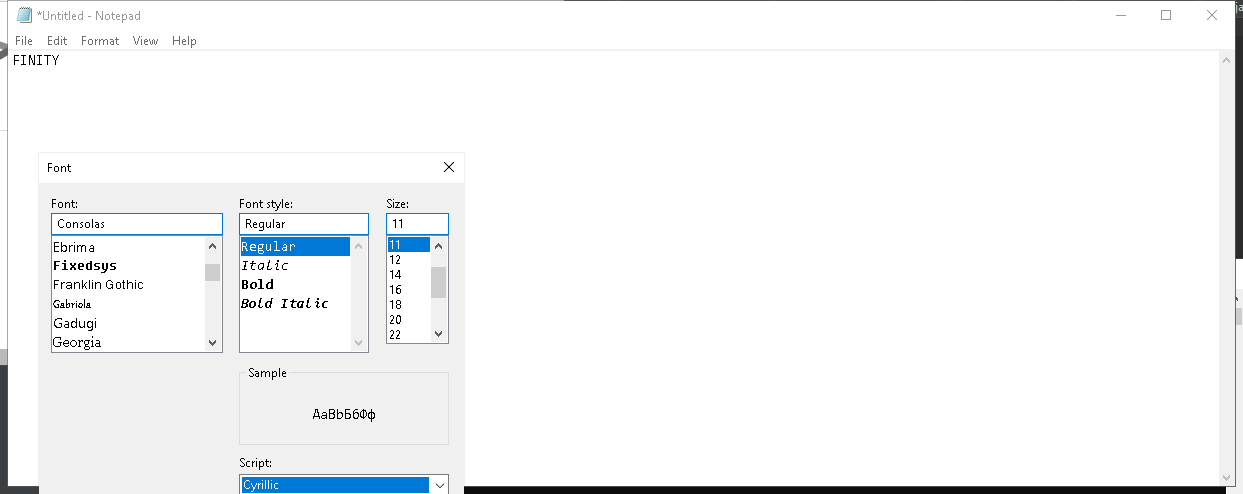 *Untitled - Notepad
File Edit Format View Help
FINITY
Font
Font: Font style: Size:
Consolas Regular 11
Ebrima Regular 11
Fixedsys Italic 12
Franklin Gothic Bold 14
Gabriola Bold Italic 16
Gadugi 18
Georgia 20
22
Sample
АаВbБбФф
Script:
Cyrillic